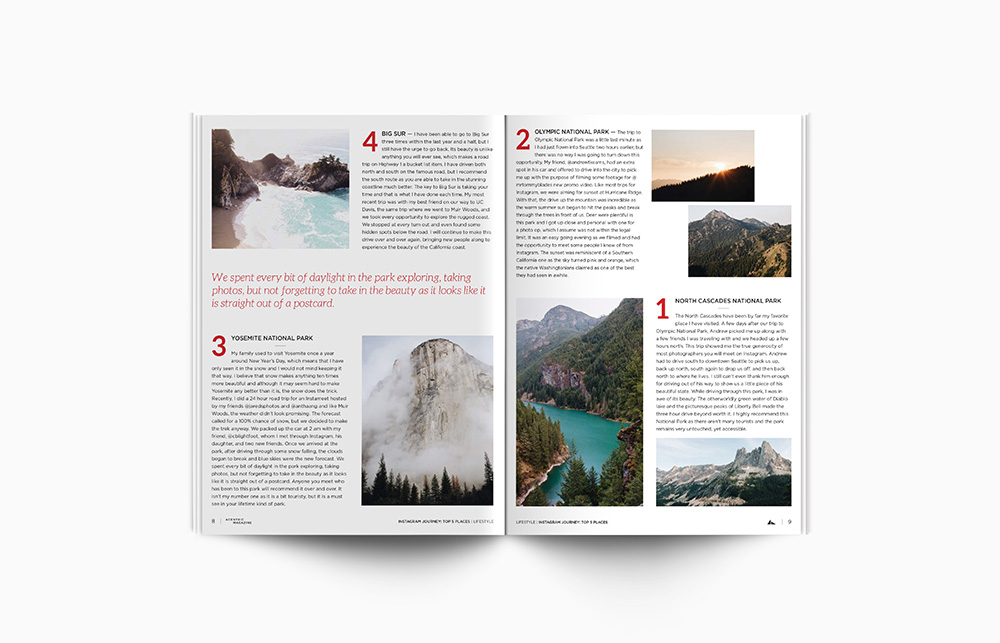 4 BIG SUR — I have been able to go to Big Sur
three times within the last year and a half, but I
still have the urge to go back. It's beauty is unlike
anything you will ever see, which makes a road
trip on Highway 1 a bucket list item. I have driven both
north and south on the famous road, but I recommend
the south route as you are able to take in the stunning
coastline much better. The key to Big Sur is taking your
time and that is what I have done each time. My most
recent trip was with my best friend on our way to UC
Davis, the same trip where we went to Muir Woods, and
we took every opportunity to explore the rugged coast.
We stopped at every turn out and even found some
hidden spots below the road. I will continue to make this
drive over and over again, bringing new people along to
experience the beauty of the California coast.
We spent every bit of daylight in the park exploring, taking
photos, but not forgetting to take in the beauty as it looks like it
is straight out of a postcard.
3 YOSEMITE NATIONAL PARK
My family used to visit Yosemite once a year
around New Year's Day, which means that I have
only seen it in the snow and I would not mind keeping it
that way. I believe that snow makes anything ten times
more beautiful and although it may seem hard to make
Yosemite any better than it is, the snow does the trick.
Recently, I did a 24 hour road trip for an Instameet hosted
by my friends @jaredsphotos and @anthsang and like Muir
Woods, the weather didn't look promising. The forecast
called for a 100% chance of snow, but we decided to make
the trek anyway. We packed up the car at 2 am with my
friend, @cblightfoot, whom I met through Instagram, his
daughter, and two new friends. Once we arrived at the
park, after driving through some snow falling, the clouds
began to break and blue skies were the new forecast. We
spent every bit of daylight in the park exploring, taking
photos, but not forgetting to take in the beauty as it looks
like it is straight out of a postcard. Anyone you meet who
has been to this park will recommend it over and over. It
isn't my number one as it is a bit touristy, but it is a must
see in your lifetime kind of park.
8 | ACENTRIC
MAGAZINE
INSTAGRAM JOURNEY: TOP 5 PLACES | LIFESTYLE
2 OLYMPIC NATIONAL PARK — The trip to
Olympic National Park was a little last minute as
I had just flown into Seattle two hours earlier, but
there was no way I was going to turn down this
opportunity. My friend, @andrewtbearns, had an extra
spot in his car and offered to drive into the city to pick
me up with the purpose of filming some footage for @
mrtommyblades new promo video. Like most trips for
Instagram, we were aiming for sunset at Hurricane Ridge.
With that, the drive up the mountain was incredible as
the warm summer sun began to hit the peaks and break
through the trees in front of us. Deer were plentiful in
this park and I got up close and personal with one for
a photo op, which I assume was not within the legal
limit. It was an easy going evening as we filmed and had
the opportunity to meet some people I knew of from
Instagram. The sunset was reminiscent of a Southern
California one as the sky turned pink and orange, which
the native Washingtonians claimed as one of the best
they had seen in awhile.
1 NORTH CASCADES NATIONAL PARK
The North Cascades have been by far my favorite
place I have visited. A few days after our trip to
Olympic National Park, Andrew picked me up along with
a few friends I was traveling with and we headed up a few
hours north. This trip showed me the true generosity of
most photographers you will meet on Instagram. Andrew
had to drive south to downtown Seattle to pick us up,
back up north, south again to drop us off, and then back
north to where he lives. I still can't even thank him enough
for driving out of his way to show us a little piece of his
beautiful state. While driving through this park, I was in
awe of its beauty. The otherworldly green water of Diablo
lake and the picturesque peaks of Liberty Bell made the
three hour drive beyond worth it. I highly recommend this
National Park as there aren't many tourists and the park
remains very untouched, yet accessible.
LIFESTYLE | INSTAGRAM JOURNEY: TOP 5 PLACES
| 9